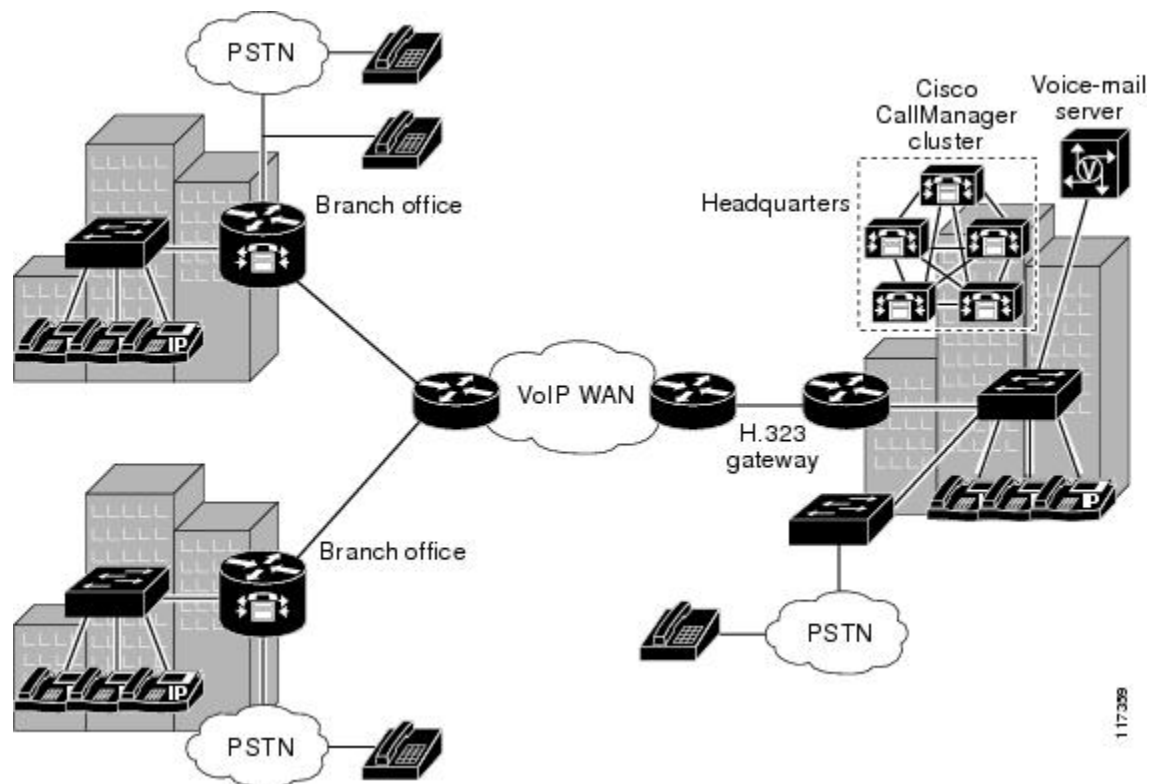 PSTN
Cisco
CallManager
cluster
Voice-mail
server
Branch office
Headquarters
IP
V
VoIP WAN
H.323
gateway
IP
Branch office
PSTN
IP
PSTN
117359